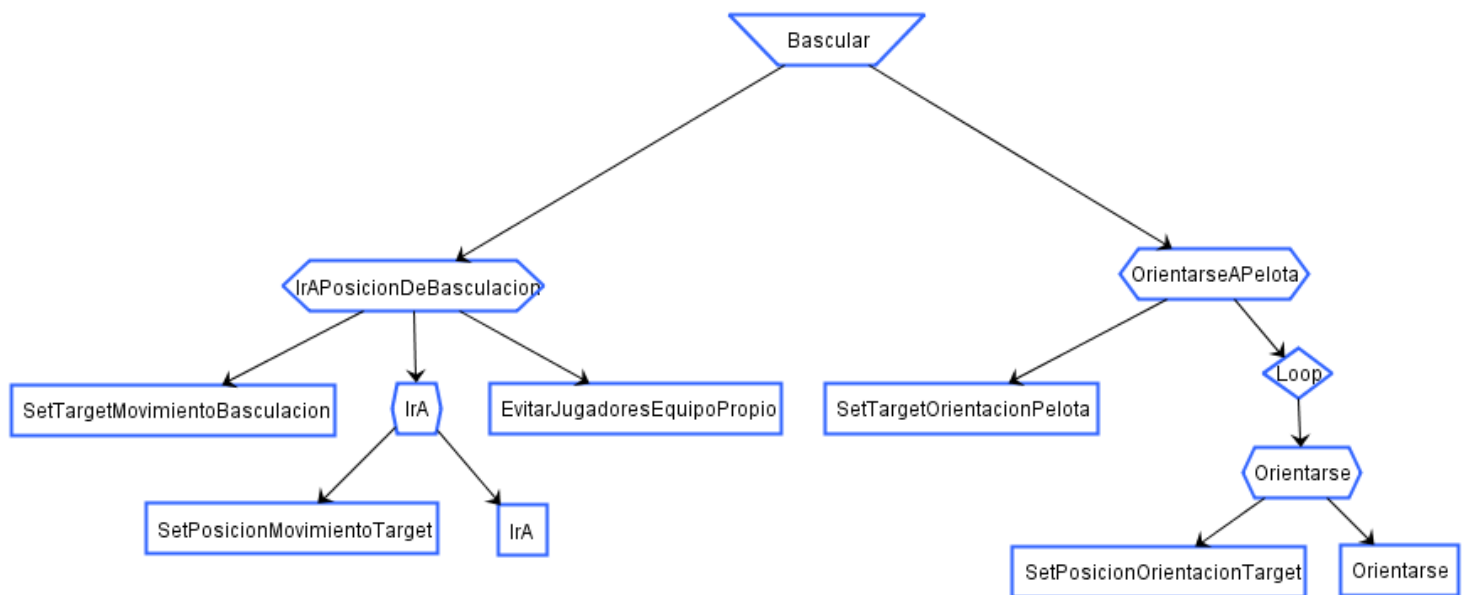 Bascular
IrAPosicionDeBasculacion
OrientarseAPelota
SetTargetMovimientoBasculacion
IrA
EvitarJugadoresEquipoPropio
SetTargetOrientacionPelota
Loop
Orientarse
SetPosicionMovimientoTarget
IrA
SetPosicionOrientacionTarget
Orientarse